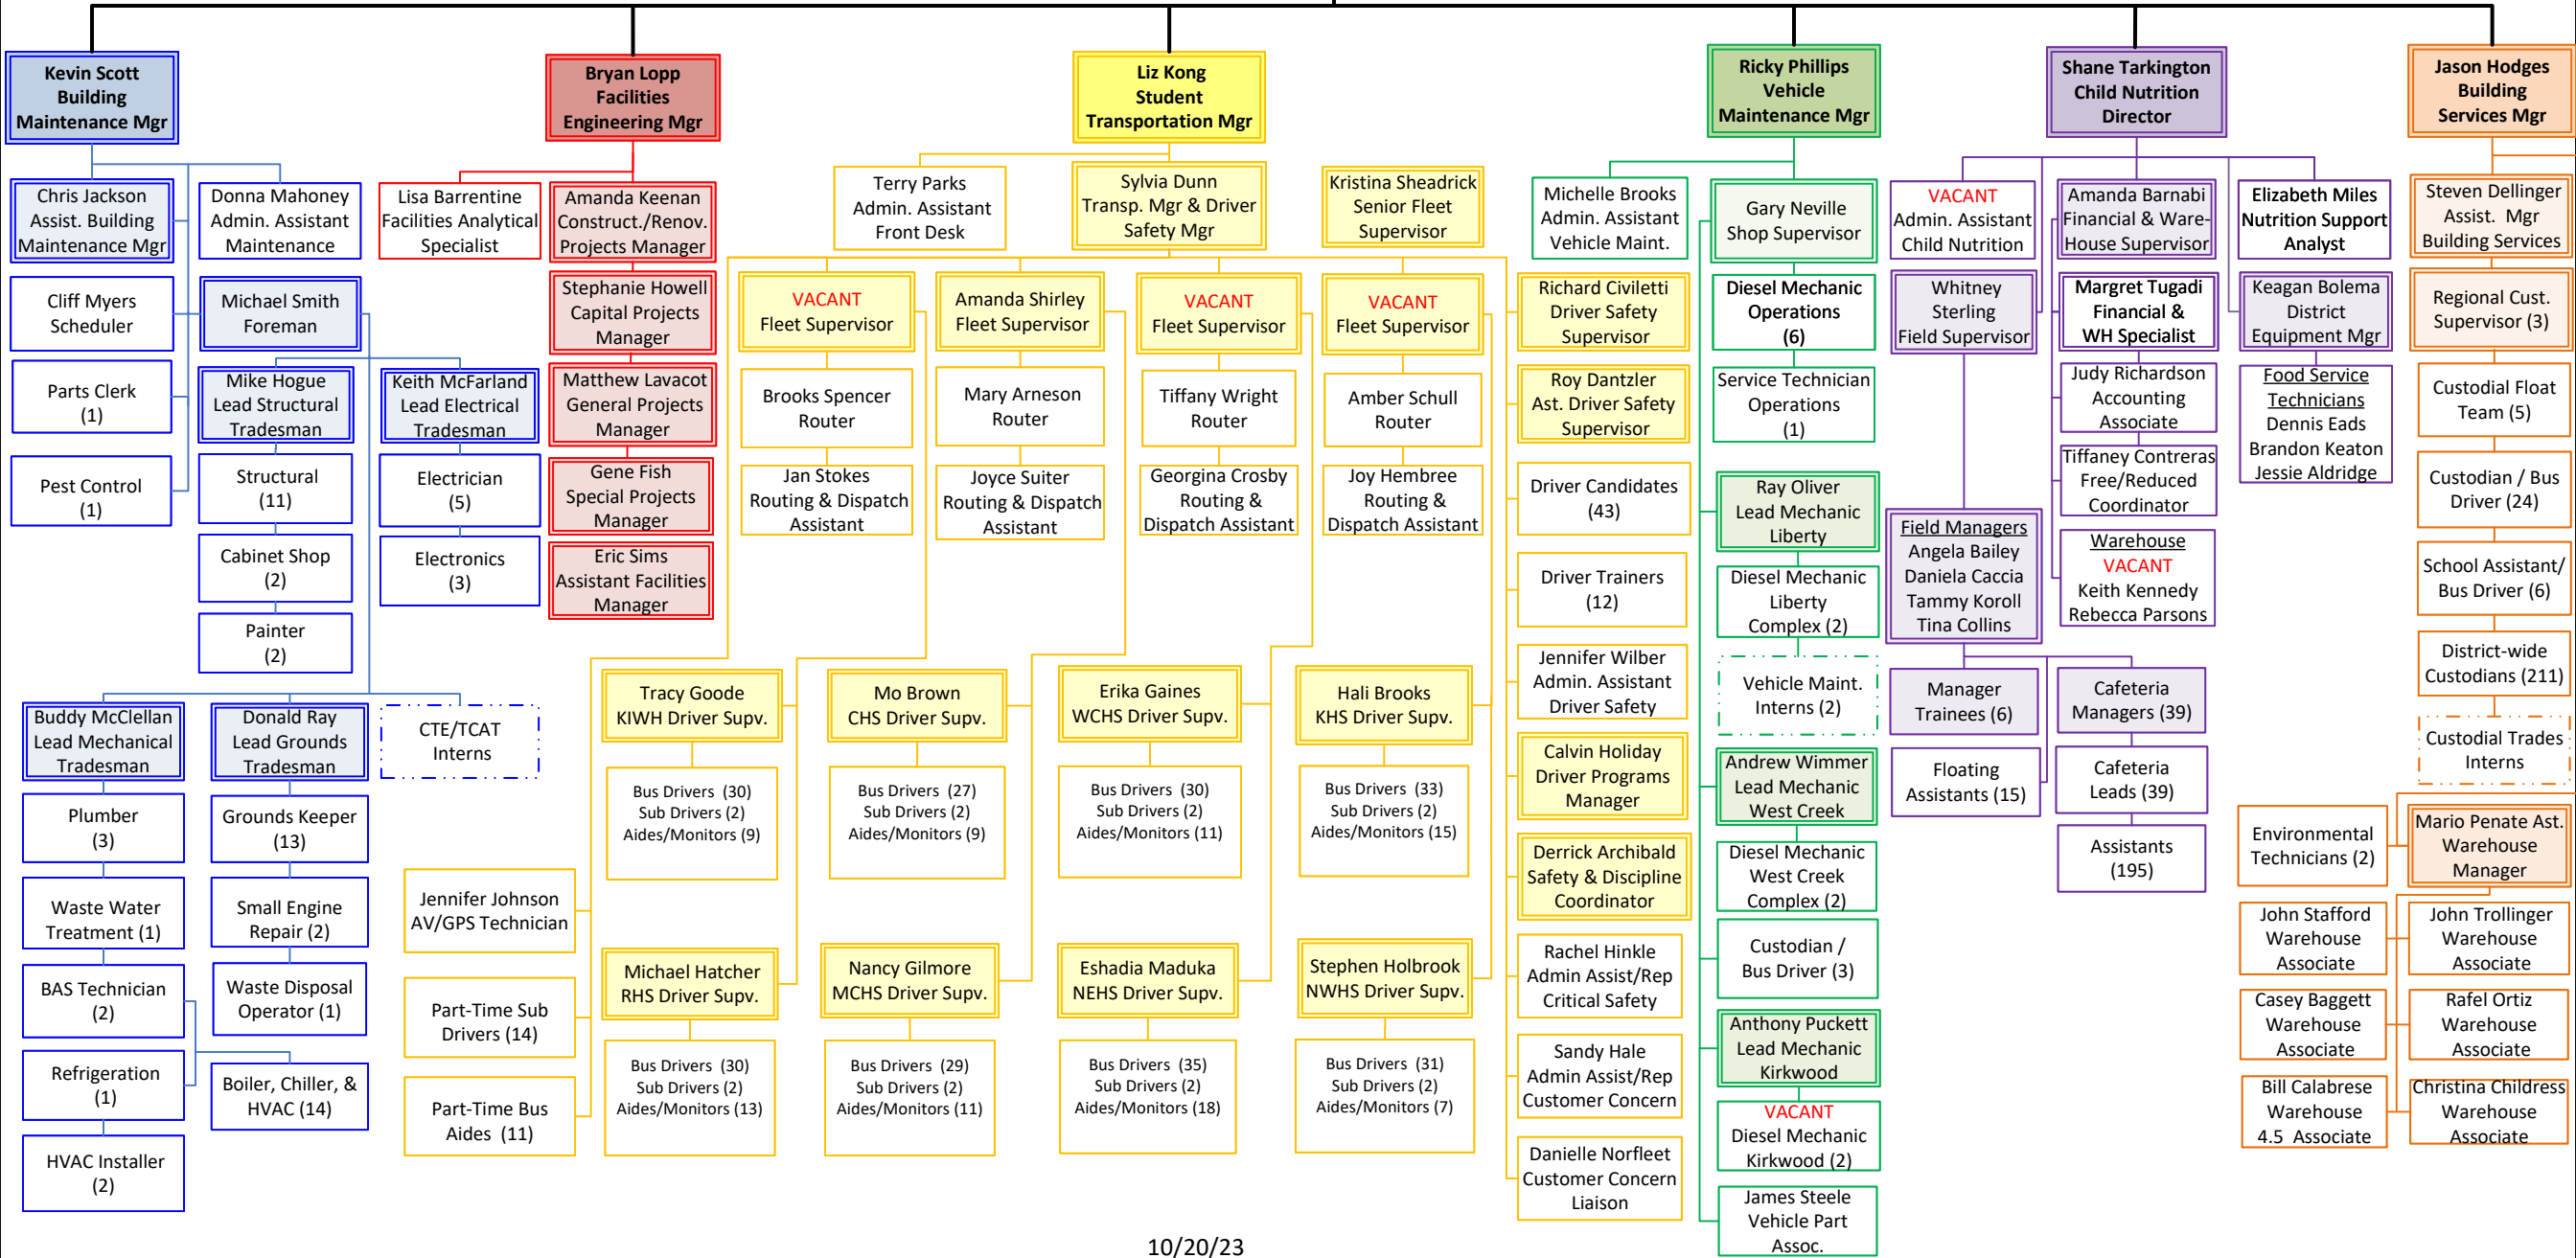 Kevin Scott
Building
Maintenance Mgr
Chris Jackson
Assist. Building
Maintenance Mgr
Donna Mahoney
Admin. Assistant
Maintenance
Cliff Myers
Scheduler
Michael Smith
Foreman
Parts Clerk
(1)
Pest Control
(1)
Mike Hogue
Lead Structural
Tradesman
Structural
(11)
Cabinet Shop
(2)
Painter
(2)
Keith McFarland
Lead Electrical
Tradesman
Electrician
(5)
Electronics
(3)
Buddy McClellan
Lead Mechanical
Tradesman
Plumber
(3)
Waste Water
Treatment (1)
BAS Technician
(2)
Refrigeration
(1)
HVAC Installer
(2)
Donald Ray
Lead Grounds
Tradesman
Grounds Keeper
(13)
Small Engine
Repair (2)
Waste Disposal
Operator (1)
Boiler, Chiller, &
HVAC (14)
CTE/TCAT
Interns
Bryan Lopp
Facilities
Engineering Mgr
Lisa Barrentine
Facilities Analytical
Specialist
Amanda Keenan
Construct./Renov.
Projects Manager
Stephanie Howell
Capital Projects
Manager
Matthew Lavacot
General Projects
Manager
Gene Fish
Special Projects
Manager
Eric Sims
Assistant Facilities
Manager
Liz Kong
Student
Transportation Mgr
Terry Parks
Admin. Assistant
Front Desk
Sylvia Dunn
Transp. Mgr & Driver
Safety Mgr
Kristina Sheadrick
Senior Fleet
Supervisor
VACANT
Fleet Supervisor
Brooks Spencer
Router
Jan Stokes
Routing & Dispatch
Assistant
Amanda Shirley
Fleet Supervisor
Mary Arneson
Router
Joyce Suiter
Routing & Dispatch
Assistant
VACANT
Fleet Supervisor
Tiffany Wright
Router
Georgina Crosby
Routing &
Dispatch Assistant
VACANT
Fleet Supervisor
Amber Schull
Router
Joy Hembree
Routing &
Dispatch Assistant
Tracy Goode
KIWH Driver Supv.
Bus Drivers (30)
Sub Drivers (2)
Aides/Monitors (9)
Mo Brown
CHS Driver Supv.
Bus Drivers (27)
Sub Drivers (2)
Aides/Monitors (9)
Erika Gaines
WCHS Driver Supv.
Bus Drivers (30)
Sub Drivers (2)
Aides/Monitors (11)
Hali Brooks
KHS Driver Supv.
Bus Drivers (33)
Sub Drivers (2)
Aides/Monitors (15)
Jennifer Johnson
AV/GPS Technician
Part-Time Sub
Drivers (14)
Part-Time Bus
Aides (11)
Michael Hatcher
RHS Driver Supv.
Bus Drivers (30)
Sub Drivers (2)
Aides/Monitors (13)
Nancy Gilmore
MCHS Driver Supv.
Bus Drivers (29)
Sub Drivers (2)
Aides/Monitors (11)
Eshadia Maduka
NEHS Driver Supv.
Bus Drivers (35)
Sub Drivers (2)
Aides/Monitors (18)
Stephen Holbrook
NWHS Driver Supv.
Bus Drivers (31)
Sub Drivers (2)
Aides/Monitors (7)
Richard Civiletti
Driver Safety
Supervisor
Roy Dantzler
Ast. Driver Safety
Supervisor
Driver Candidates
(43)
Driver Trainers
(12)
Jennifer Wilber
Admin. Assistant
Driver Safety
Calvin Holiday
Driver Programs
Manager
Derrick Archibald
Safety & Discipline
Coordinator
Rachel Hinkle
Admin Assist/Rep
Critical Safety
Sandy Hale
Admin Assist/Rep
Customer Concern
Danielle Norfleet
Customer Concern
Liaison
Ricky Phillips
Vehicle
Maintenance Mgr
Michelle Brooks
Admin. Assistant
Vehicle Maint.
Gary Neville
Shop Supervisor
Diesel Mechanic
Operations
(6)
Service Technician
Operations
(1)
Ray Oliver
Lead Mechanic
Liberty
Diesel Mechanic
Liberty
Complex (2)
Vehicle Maint.
Interns (2)
Andrew Wimmer
Lead Mechanic
West Creek
Diesel Mechanic
West Creek
Complex (2)
Custodian /
Bus Driver (3)
Anthony Puckett
Lead Mechanic
Kirkwood
VACANT
Diesel Mechanic
Kirkwood (2)
James Steele
Vehicle Part
Assoc.
Shane Tarkington
Child Nutrition
Director
VACANT
Admin. Assistant
Child Nutrition
Amanda Barnabi
Financial & Ware-
House Supervisor
Elizabeth Miles
Nutrition Support
Analyst
Whitney
Sterling
Field Supervisor
Margret Tugadi
Financial &
WH Specialist
Keagan Bolema
District
Equipment Mgr
Judy Richardson
Accounting
Associate
Tiffaney Contreras
Free/Reduced
Coordinator
Warehouse
VACANT
Keith Kennedy
Rebecca Parsons
Food Service
Technicians
Dennis Eads
Brandon Keaton
Jessie Aldridge
Field Managers
Angela Bailey
Daniela Caccia
Tammy Koroll
Tina Collins
Manager
Trainees (6)
Floating
Assistants (15)
Cafeteria
Managers (39)
Cafeteria
Leads (39)
Assistants
(195)
Jason Hodges
Building
Services Mgr
Steven Dellinger
Assist. Mgr
Building Services
Regional Cust.
Supervisor (3)
Custodial Float
Team (5)
Custodian / Bus
Driver (24)
School Assistant/
Bus Driver (6)
District-wide
Custodians (211)
Custodial Trades
Interns
Environmental
Technicians (2)
Mario Penate Ast.
Warehouse
Manager
John Stafford
Warehouse
Associate
John Trollinger
Warehouse
Associate
Casey Baggett
Warehouse
Associate
Rafel Ortiz
Warehouse
Associate
Bill Calabrese
Warehouse
4.5 Associate
Christina Childress
Warehouse
Associate
10/20/23